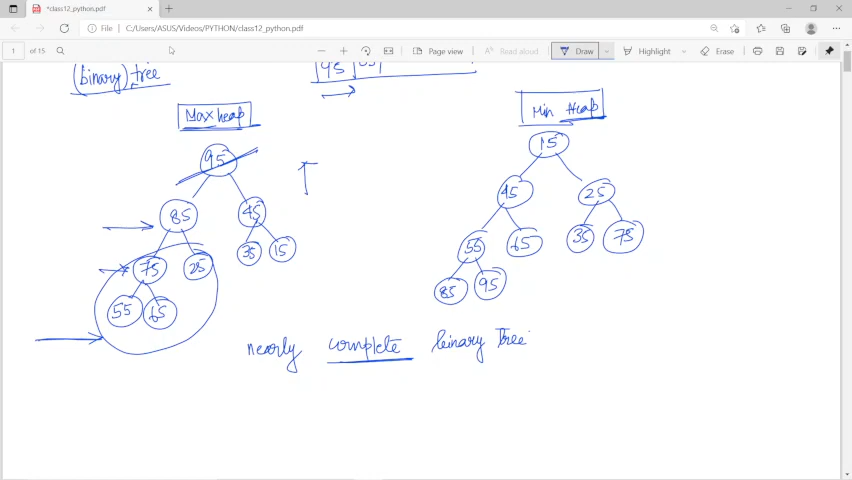 *class12_python.pdf
File C:/Users/ASUS/Videos/PYTHON/class12_python.pdf
1 of 15 Page view Read aloud Draw Highlight Erase
(binary) tree
95
Max heap
Min Heap
95
85 45
75 25 35 15
55 65
15
45 25
55 65 35 75
85 95
nearly complete binary Tree